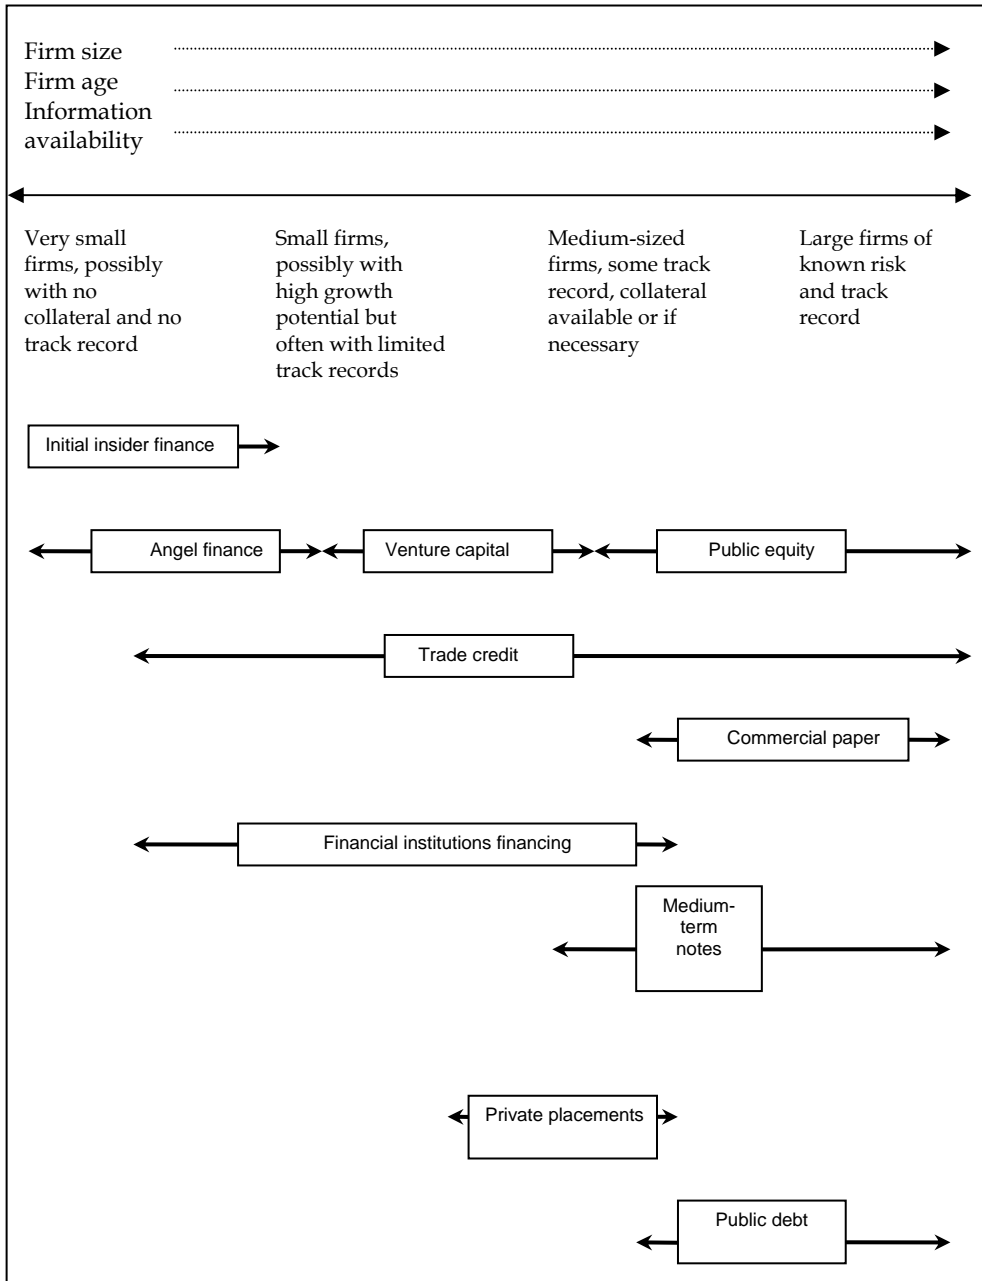 Firm size
Firm age
Information
availability
Very small
firms, possibly
with no
collateral and no
track record
Small firms,
possibly with
high growth
potential but
often with limited
track records
Medium-sized
firms, some track
record, collateral
available or if
necessary
Large firms of
known risk
and track
record
Initial insider finance
Angel finance
Venture capital
Public equity
Trade credit
Commercial paper
Financial institutions financing
Medium-
term
notes
Private placements
Public debt